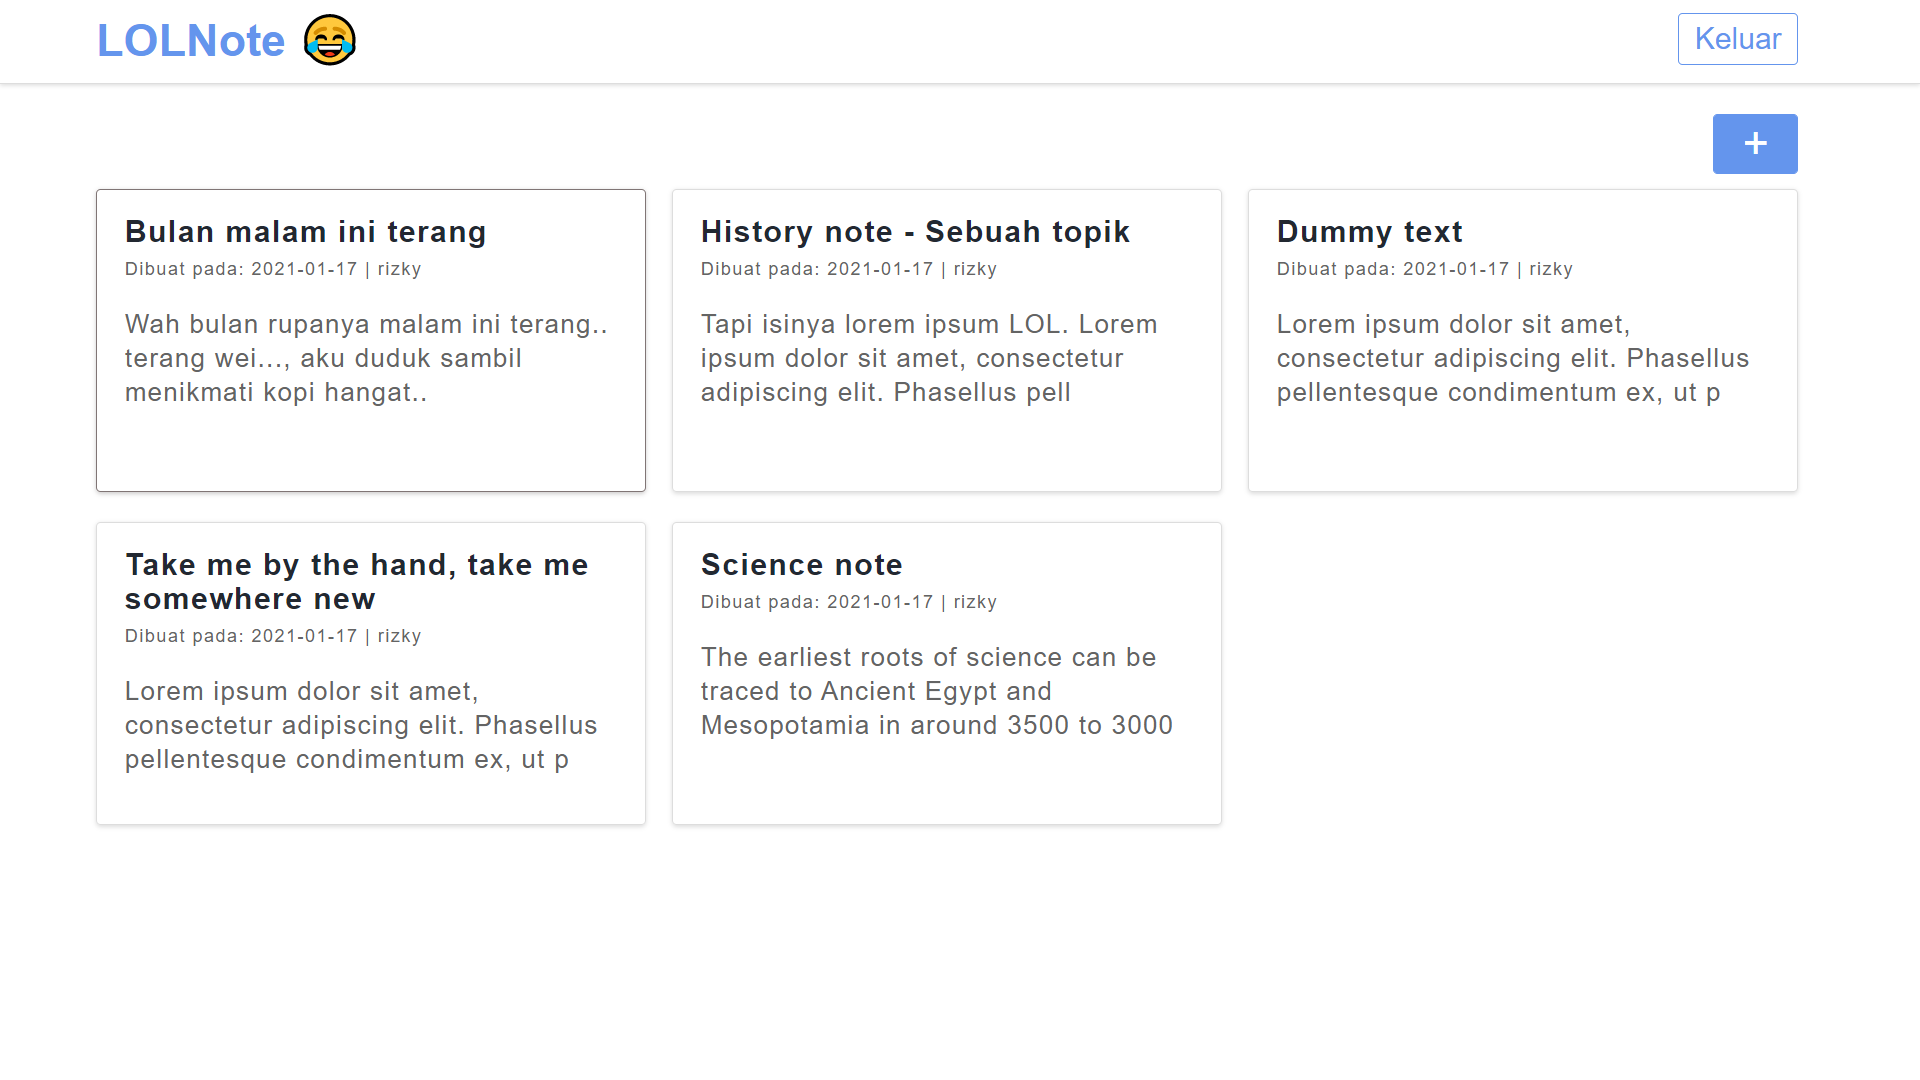 LOLNote 😂
Keluar
+
Bulan malam ini terang
Dibuat pada: 2021-01-17 | rizky
Wah bulan rupanya malam ini terang..
terang wei..., aku duduk sambil
menikmati kopi hangat..
History note - Sebuah topik
Dibuat pada: 2021-01-17 | rizky
Tapi isinya lorem ipsum LOL. Lorem
ipsum dolor sit amet, consectetur
adipiscing elit. Phasellus pell
Dummy text
Dibuat pada: 2021-01-17 | rizky
Lorem ipsum dolor sit amet,
consectetur adipiscing elit. Phasellus
pellentesque condimentum ex, ut p
Take me by the hand, take me
somewhere new
Dibuat pada: 2021-01-17 | rizky
Lorem ipsum dolor sit amet,
consectetur adipiscing elit. Phasellus
pellentesque condimentum ex, ut p
Science note
Dibuat pada: 2021-01-17 | rizky
The earliest roots of science can be
traced to Ancient Egypt and
Mesopotamia in around 3500 to 3000